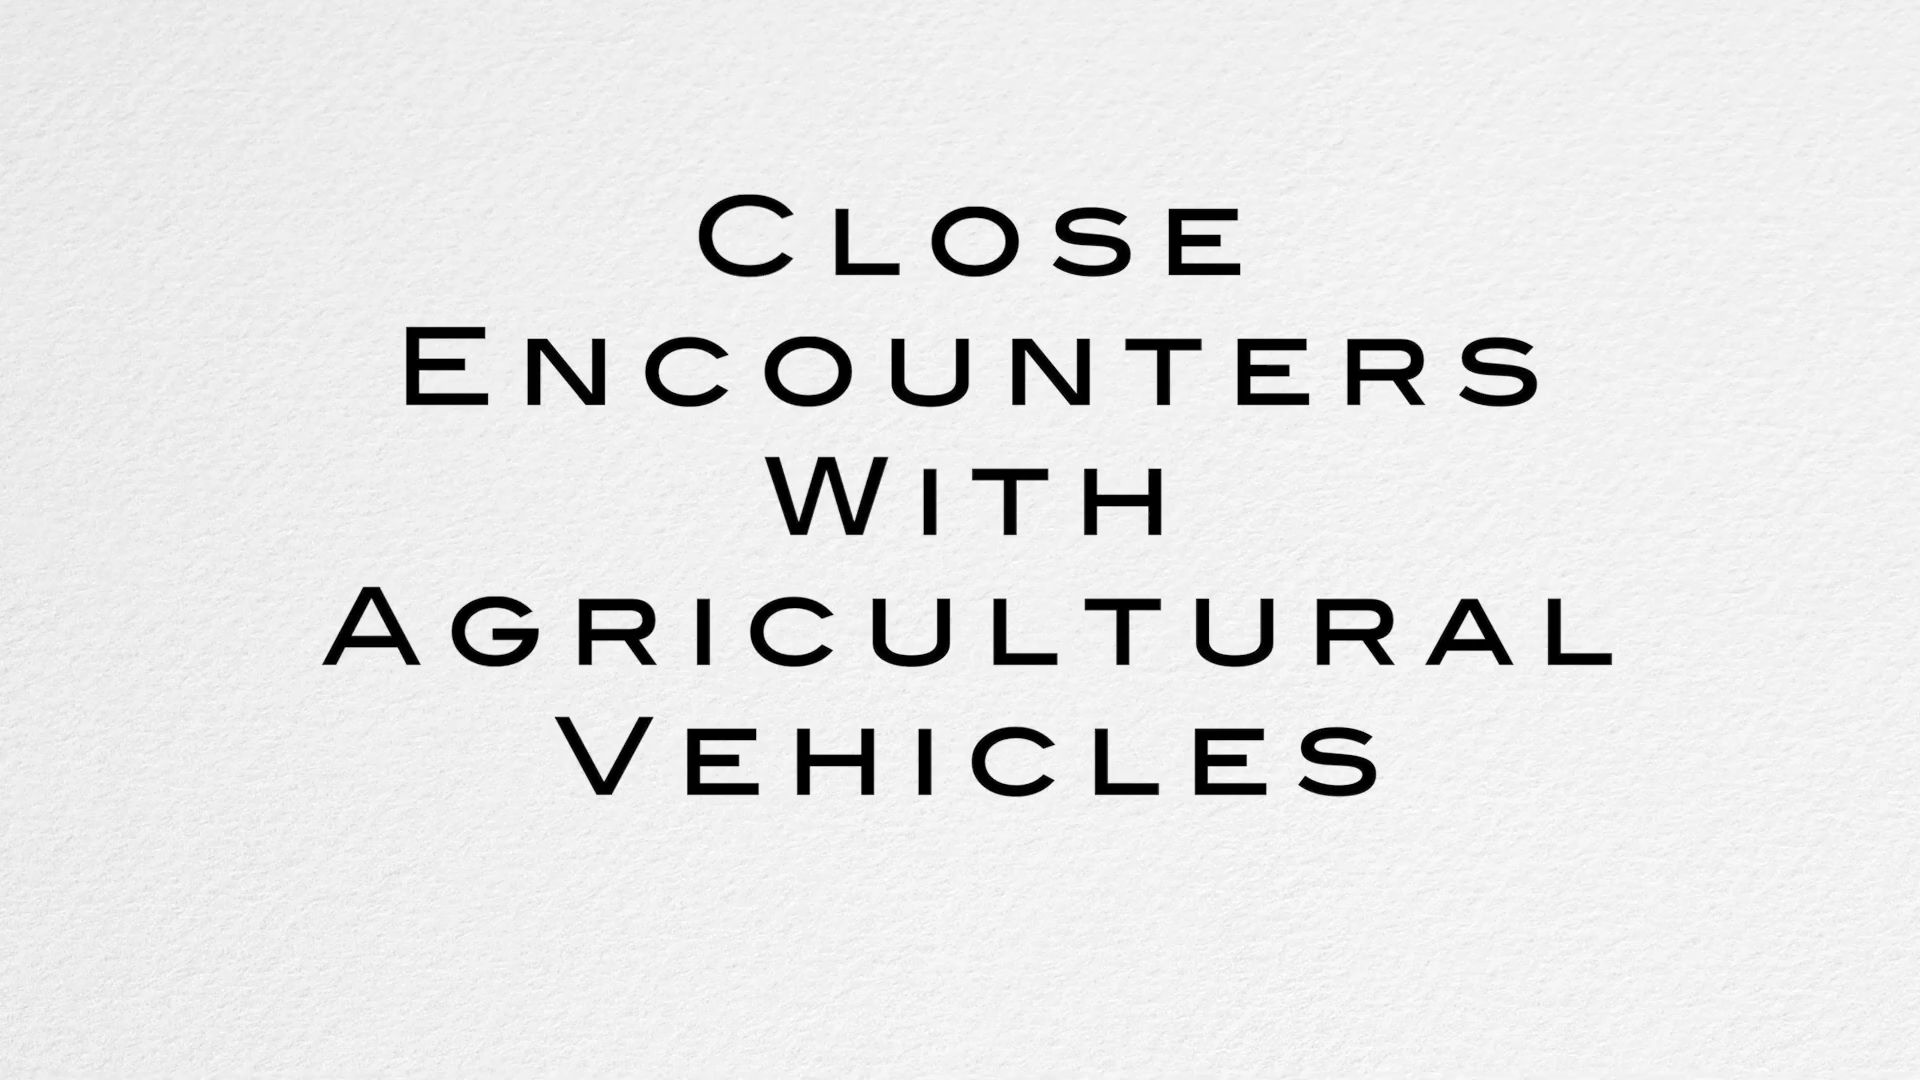 Close
Encounters
With
Agricultural
Vehicles